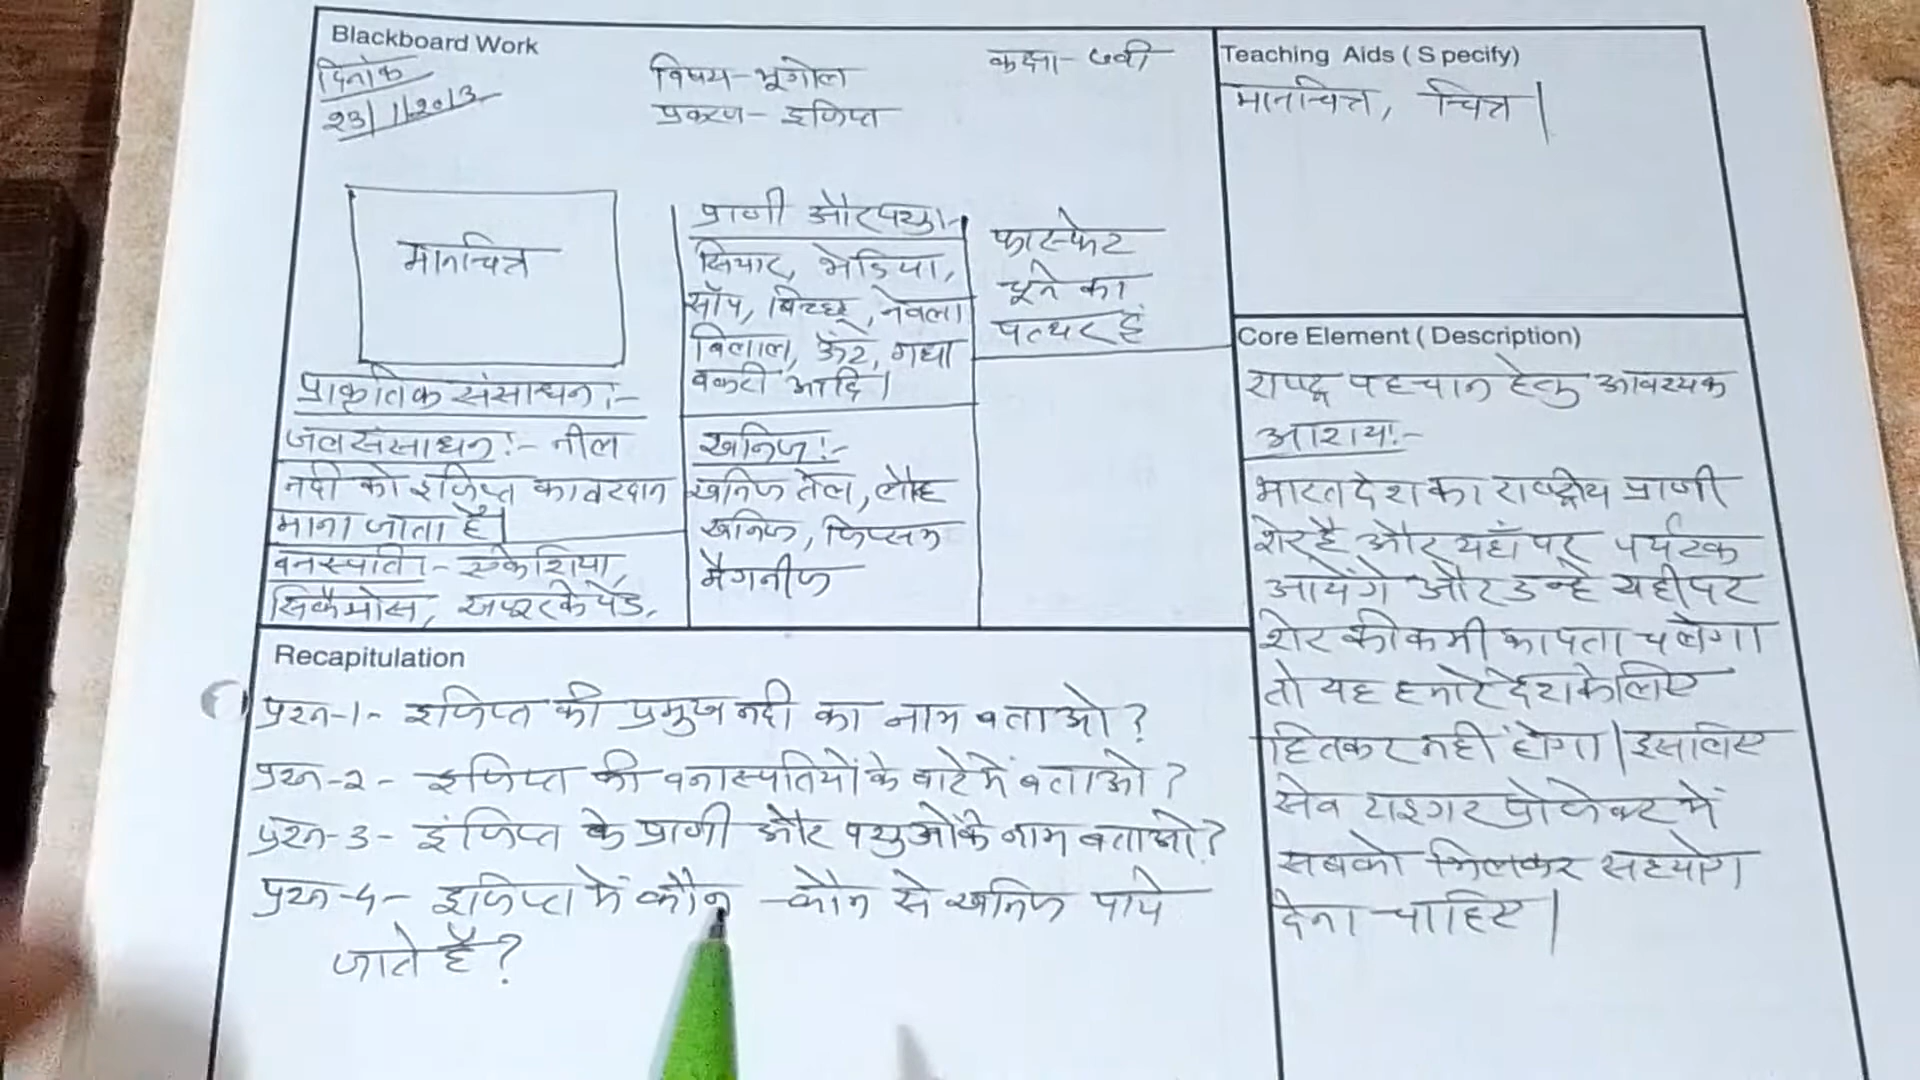 Blackboard Work
दिनांक
23/1/2013
विषय-भूगोल
प्रकरण-इजिप्त
कक्षा-७वी
मानचित्र
प्राकृतिक संसाधन:-
जलसंसाधन:- नील
नदी को इजिप्त का वरदान
माना जाता है|
वनस्पति- एकेशिया,
सिकैमोस, खजूर के पेड.
प्राणी और पशु-
सियार, भेडिया,
साँप, बिच्छू, नेवला
बिलाल, ऊँट, गधा
बकरी आदि।
खनिज:-
खनिज तेल, लौह
खनिज, जिप्सम
मैगनीज
फास्फेट
चूने का
पत्थर है
Teaching Aids ( S pecify)
मानचित्र, चित्र|
Core Element ( Description)
राष्ट्र पहचान हेतु आवश्यक
आशय:-
भारत देश का राष्ट्रीय प्राणी
शेर है और यहाँ पर पर्यटक
आयेंगे और उन्हे यही पर
शेर की कमी का पता चलेगा
तो यह हमारे देश के लिए
हितकर नहीं होगा|इसलिए
सेव टाइगर प्रोजेक्ट में
सबको मिलकर सहयोग
देना चाहिए|
Recapitulation
प्रश्न-1- इजिप्त की प्रमुख नदी का नाम बताओ?
प्रश्न-2- इजिप्त की वनास्पतियों के बारे में बताओ?
प्रश्न-3- इंजिप्त के प्राणी और पशुओं के नाम बताओ?
प्रश्न-4- इजिप्त में कौन-कौन से खनिज पाये
जाते हैं?